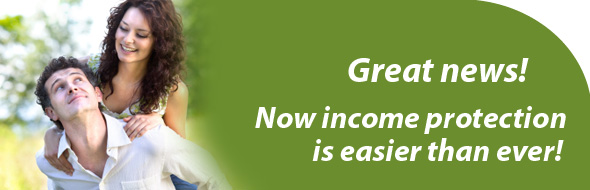 Great news!
Now income protection
is easier than ever!